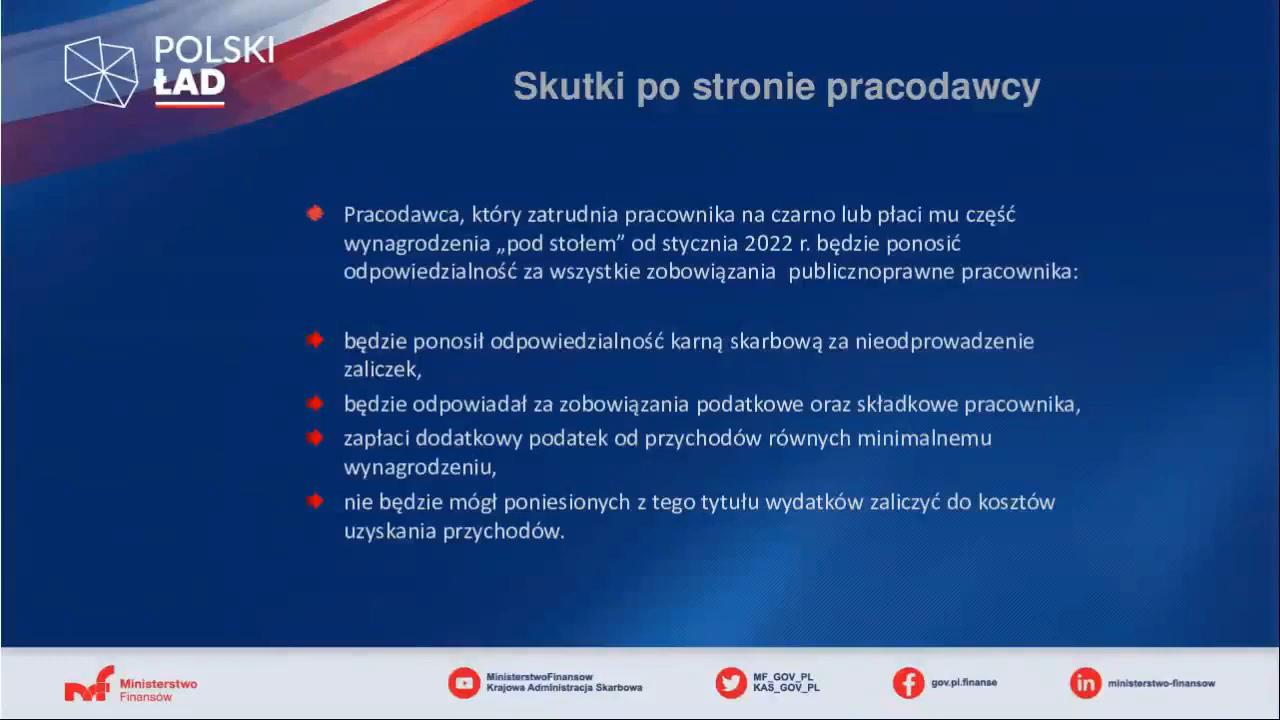 POLSKI
ŁAD
Skutki po stronie pracodawcy
Pracodawca, który zatrudnia pracownika na czarno lub płaci mu część
wynagrodzenia „pod stołem” od stycznia 2022 r. będzie ponosić
odpowiedzialność za wszystkie zobowiązania publicznoprawne pracownika:
będzie ponosił odpowiedzialność karną skarbową za nieodprowadzenie
zaliczek,
będzie odpowiadał za zobowiązania podatkowe oraz składkowe pracownika,
zapłaci dodatkowy podatek od przychodów równych minimalnemu
wynagrodzeniu,
nie będzie mógł poniesionych z tego tytułu wydatków zaliczyć do kosztów
uzyskania przychodów.
Ministerstwo
Finansów
MinisterstwoFinansow
Krajowa Administracja Skarbowa
MF_GOV_PL
KAS_GOV_PL
gov.pl.finanse
ministerstwo-finansow